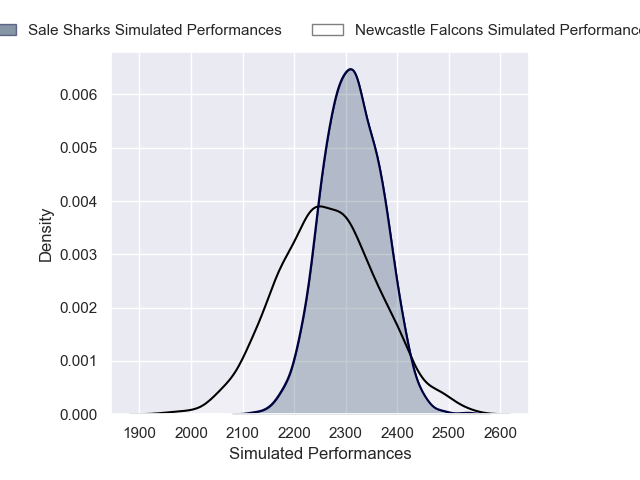 Sale Sharks Simulated Performances
Newcastle Falcons Simulated Performanc
0.006
0.005
0.004
0.003
0.002
0.001
0.000
Density
1900 2000 2100 2200 2300 2400 2500 2600
Simulated Performances